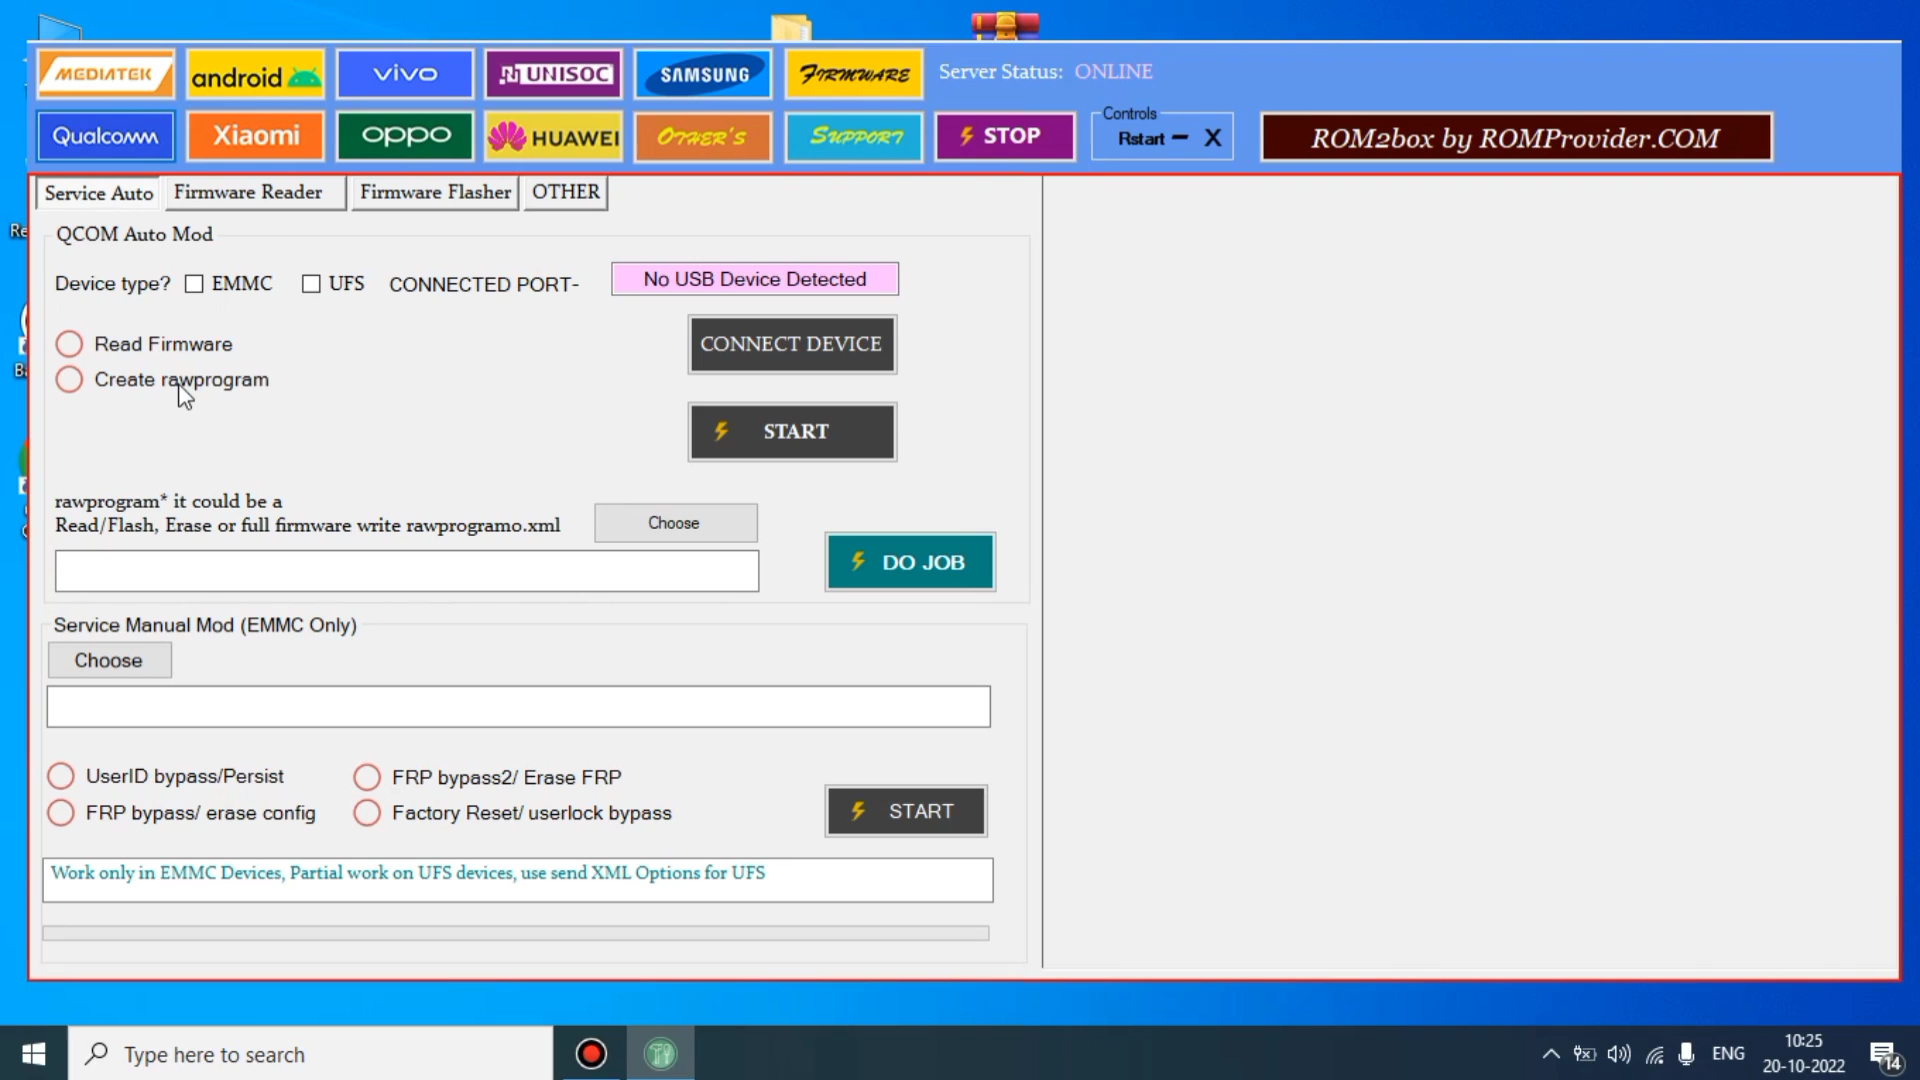 MEDIATEK android vivo UNISOC SAMSUNG FIRMWARE Server Status: ONLINE
Controls
Qualcomm Xiaomi oppo HUAWEI OTHER'S SUPPORT STOP Rstart X ROM2box by ROMProvider.COM
Service Auto Firmware Reader Firmware Flasher OTHER
Re
QCOM Auto Mod
Device type? EMMC UFS CONNECTED PORT- No USB Device Detected
Read Firmware CONNECT DEVICE
Ba
Create rawprogram
START
rawprogram* it could be a
Read/Flash, Erase or full firmware write rawprogram0.xml Choose
DO JOB
Service Manual Mod (EMMC Only)
Choose
UserID bypass/Persist FRP bypass2/ Erase FRP
FRP bypass/ erase config Factory Reset/ userlock bypass START
Work only in EMMC Devices, Partial work on UFS devices, use send XML Options for UFS
Type here to search ENG 10:25
20-10-2022 14